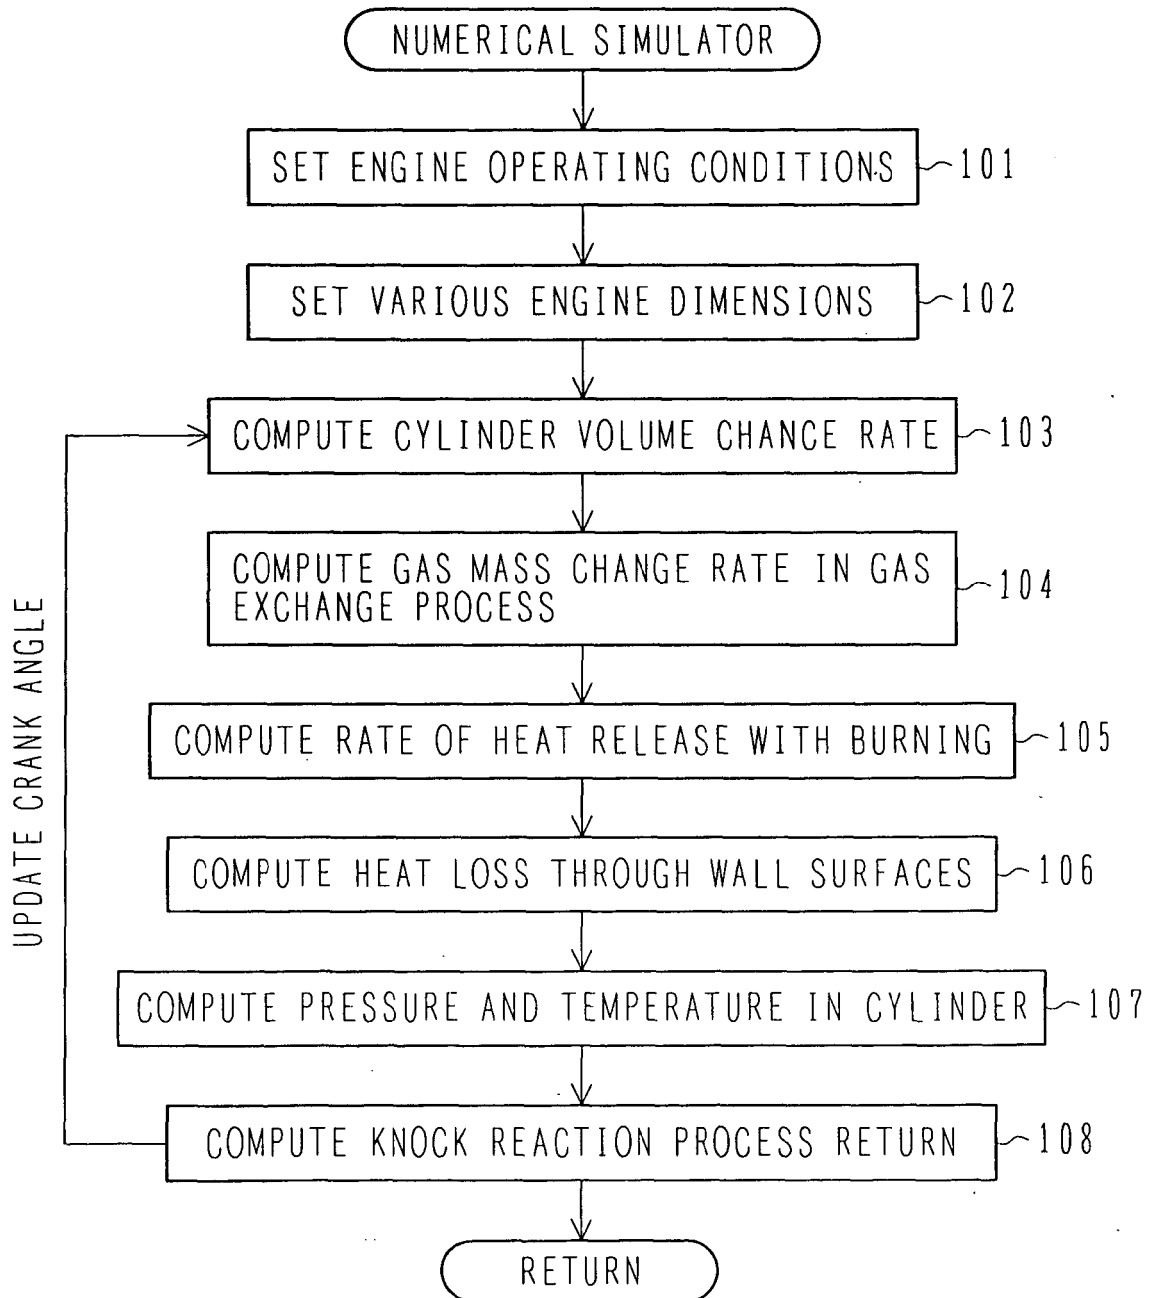 NUMERICAL SIMULATOR
SET ENGINE OPERATING CONDITIONS
101
SET VARIOUS ENGINE DIMENSIONS
102
COMPUTE CYLINDER VOLUME CHANCE RATE
103
COMPUTE GAS MASS CHANGE RATE IN GAS
EXCHANGE PROCESS
104
COMPUTE RATE OF HEAT RELEASE WITH BURNING
105
COMPUTE HEAT LOSS THROUGH WALL SURFACES
106
COMPUTE PRESSURE AND TEMPERATURE IN CYLINDER
107
COMPUTE KNOCK REACTION PROCESS RETURN
108
UPDATE CRANK ANGLE
RETURN